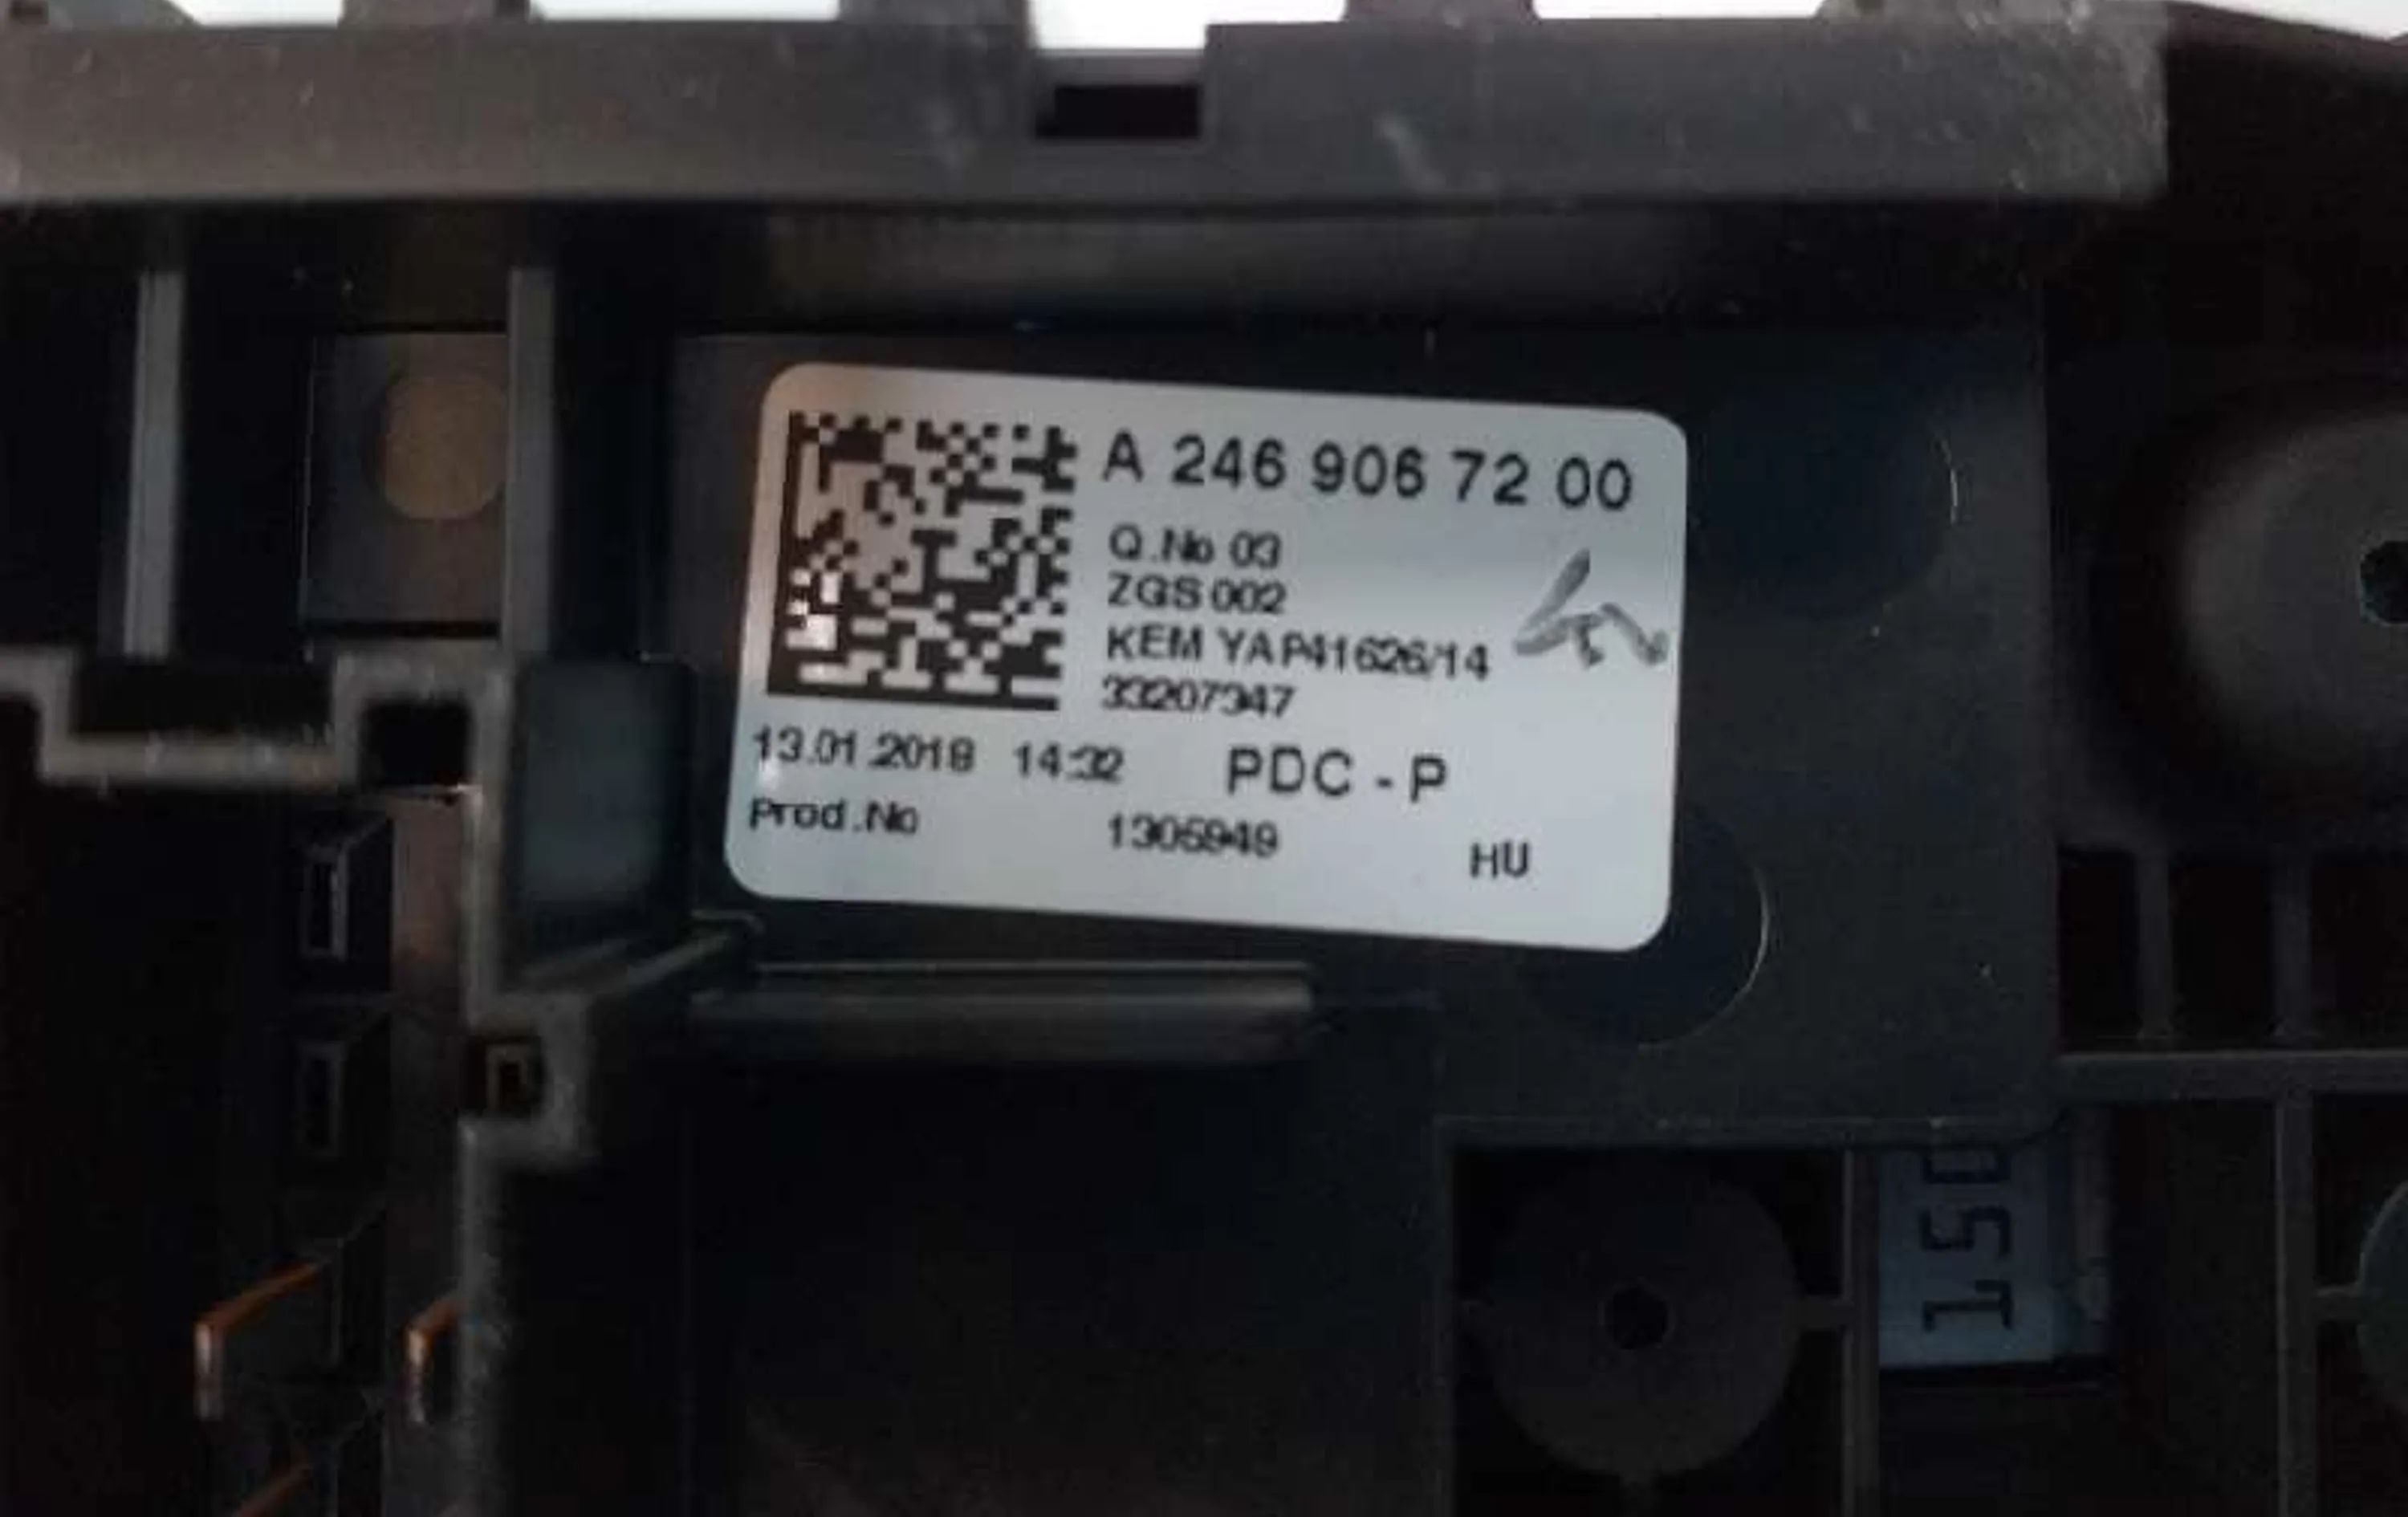 A 246 906 72 00
Q.No 03
ZGS 002
KEM YAP41626/14
33207347
13.01.2018 14:32 PDC - P
Prod.No 1305949 HU
150